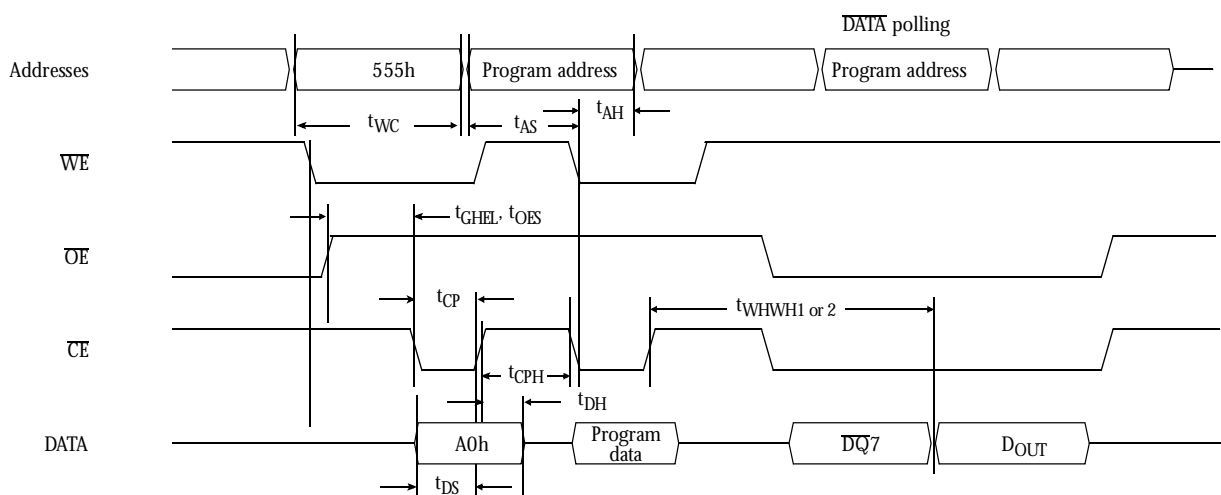 DATA polling
Addresses
555h
Program address
Program address
tWC
tAS
tAH
WE
tGHEL, tOES
OE
tCP
tWHWH1 or 2
CE
tCPH
tDH
DATA
A0h
Program
data
DQ7
DOUT
tDS